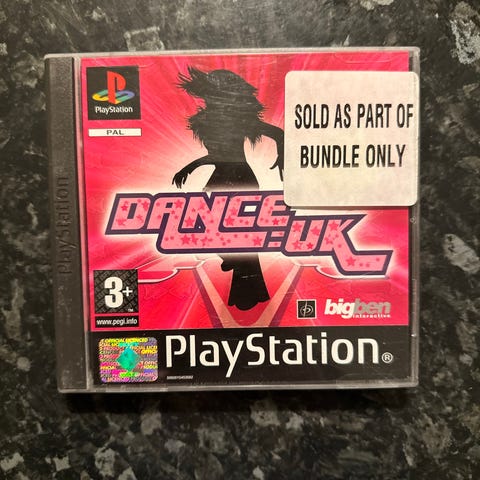 PlayStation
PAL
SOLD AS PART OF
BUNDLE ONLY
PlayStation
DANCE
:UK
3+
www.pegi.info
bigben
interactive
PlayStation®